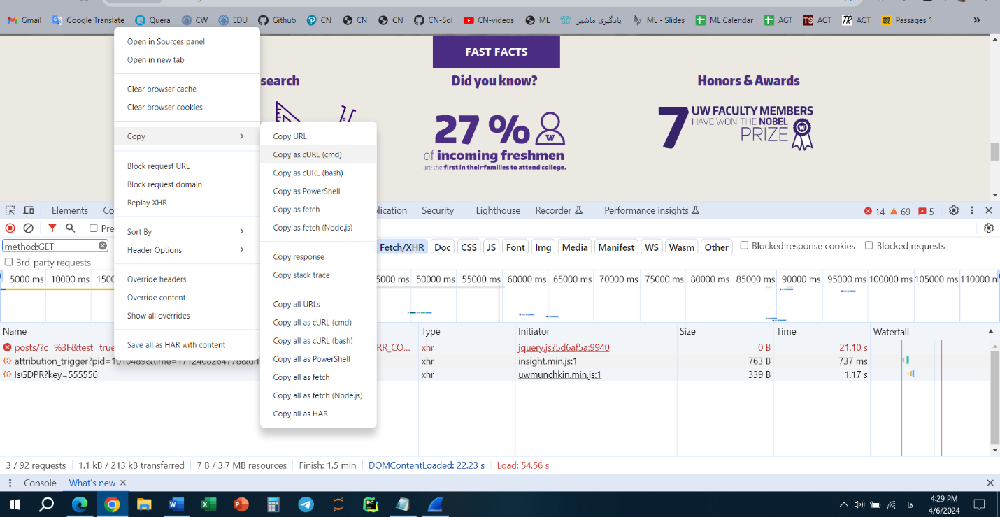 Gmail Google Translate Quera CW EDU Github CN CN CN CN-Sol CN-videos ML یادگیری ماشین ML - Slides ML Calendar AGT AGT AGT Passages 1 »
FAST FACTS
search
Did you know?
27 %
of incoming freshmen
are the first in their families to attend college.
Honors & Awards
7 UW FACULTY MEMBERS
HAVE WON THE NOBEL
PRIZE
W
W
Open in Sources panel
Open in new tab
Clear browser cache
Clear browser cookies
Copy
Block request URL
Block request domain
Replay XHR
Sort By
Header Options
Override headers
Override content
Show all overrides
Save all as HAR with content
Copy URL
Copy as cURL (cmd)
Copy as cURL (bash)
Copy as PowerShell
Copy as fetch
Copy as fetch (Node.js)
Copy response
Copy stack trace
Copy all URLs
Copy all as cURL (cmd)
Copy all as cURL (bash)
Copy all as PowerShell
Copy all as fetch
Copy all as fetch (Node.js)
Copy all as HAR
Elements Co plication Security Lighthouse Recorder Performance insights 14 69 5
Pre
method:GET Fetch/XHR Doc CSS JS Font Img Media Manifest WS Wasm Other Blocked response cookies Blocked requests
3rd-party requests
5000 ms 10000 ms 1500 5000 ms 50000 ms 55000 ms 60000 ms 65000 ms 70000 ms 75000 ms 80000 ms 85000 ms 90000 ms 95000 ms 100000 ms 105000 ms 110000 m
Name Type Initiator Size Time Waterfall
posts/?c=%3F&test=true RR_CO... xhr jquery.js?5d6af5a:9940 0 B 21.10 s
attribution_trigger?pid=1010489&time=1712408264778&url xhr insight.min.js:1 763 B 737 ms
IsGDPR?key=555556 xhr uwmunchkin.min.js:1 339 B 1.17 s
3 / 92 requests 1.1 kB / 213 kB transferred 7 B / 3.7 MB resources Finish: 1.5 min DOMContentLoaded: 22.23 s Load: 54.56 s
Console What's new
فا 4:29 PM
4/6/2024